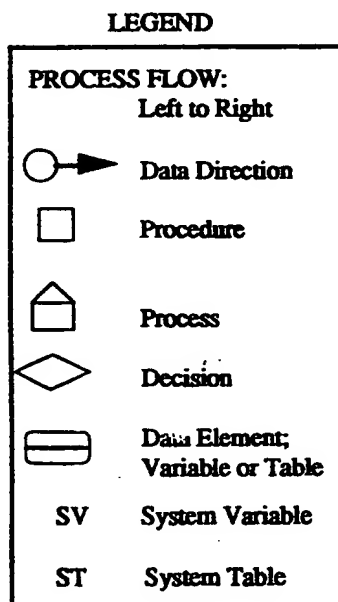 LEGEND
PROCESS FLOW:
Left to Right
Data Direction
Procedure
Process
Decision
Data Element;
Variable or Table
SV System Variable
ST System Table